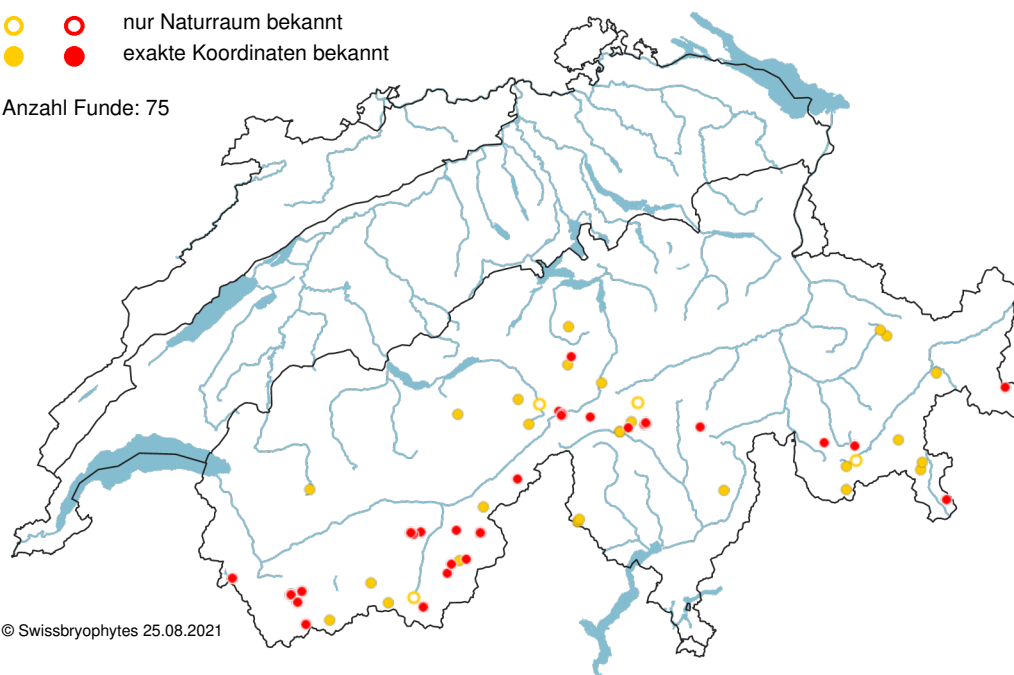 nur Naturraum bekannt
exakte Koordinaten bekannt
Anzahl Funde: 75
© Swissbryophytes 25.08.2021